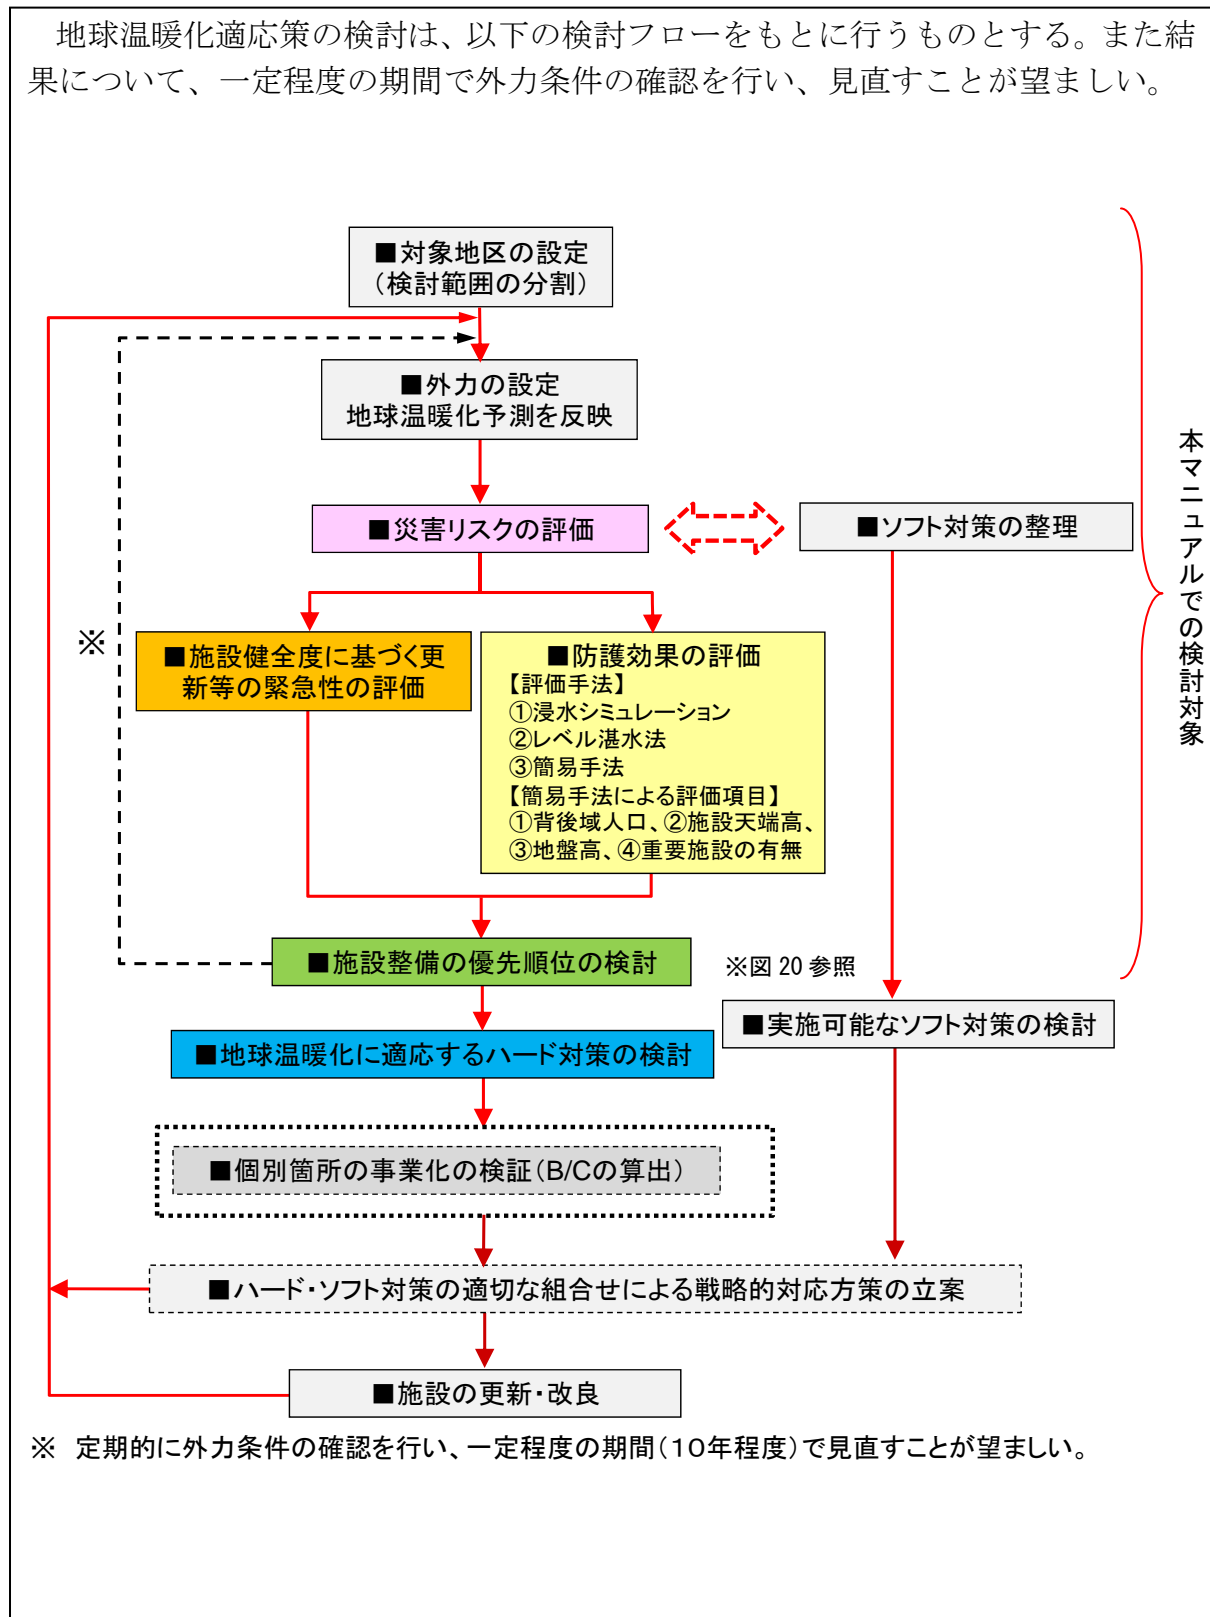 地球温暖化適応策の検討は、以下の検討フローをもとに行うものとする。また結
果について、一定程度の期間で外力条件の確認を行い、見直すことが望ましい。
■対象地区の設定
（検討範囲の分割）
■外力の設定
地球温暖化予測を反映
■災害リスクの評価
■ソフト対策の整理
本マニュアルでの検討対象
※
■施設健全度に基づく更
新等の緊急性の評価
■防護効果の評価
【評価手法】
①浸水シミュレーション
②レベル湛水法
③簡易手法
【簡易手法による評価項目】
①背後域人口、②施設天端高、
③地盤高、④重要施設の有無
■施設整備の優先順位の検討
※図 20 参照
■実施可能なソフト対策の検討
■地球温暖化に適応するハード対策の検討
■個別箇所の事業化の検証（B/Cの算出）
■ハード・ソフト対策の適切な組合せによる戦略的対応方策の立案
■施設の更新・改良
※ 定期的に外力条件の確認を行い、一定程度の期間（１０年程度）で見直すことが望ましい。